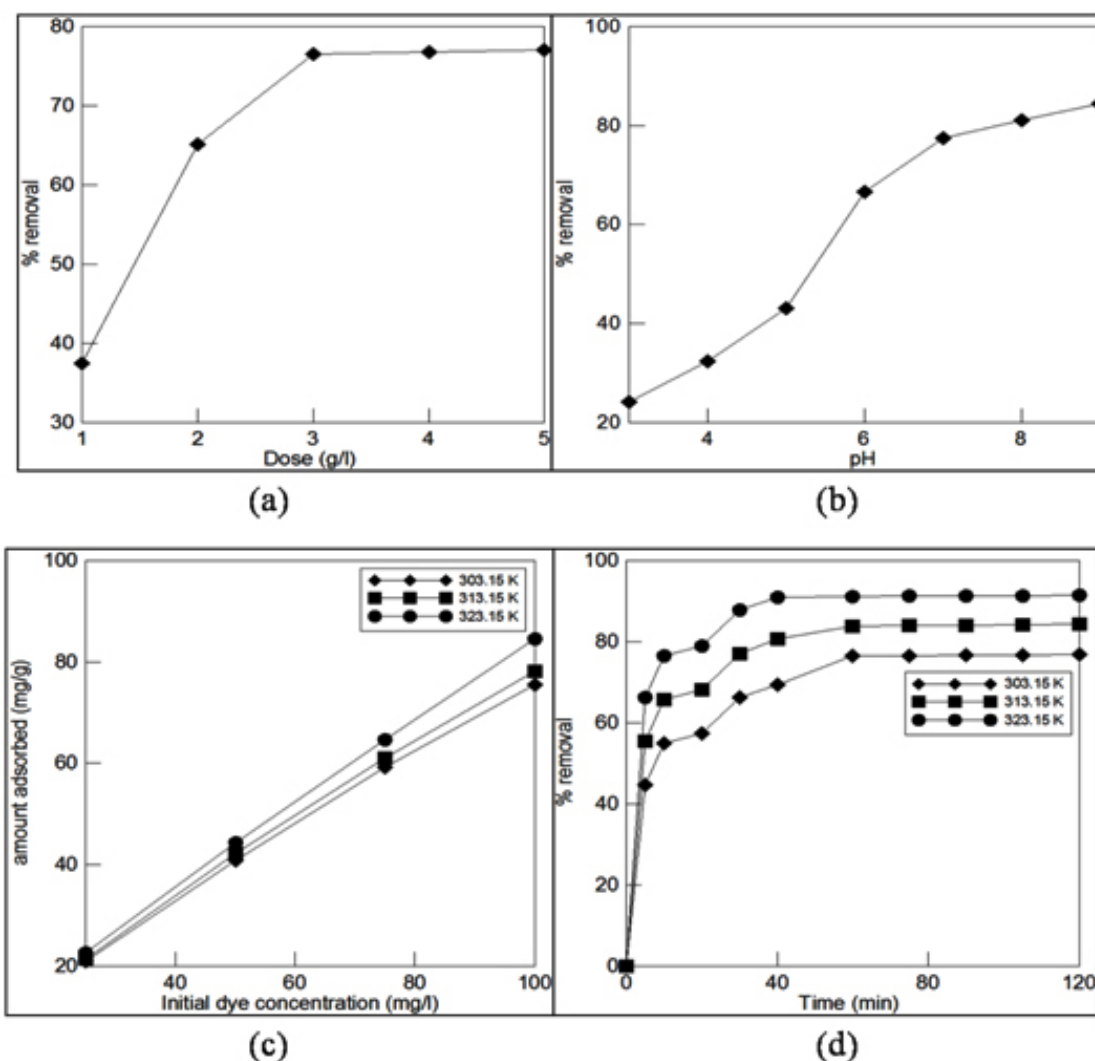 80
70
60
50
40
30
% removal
1 2 3 4 5
Dose (g/l)
(a)
100
80
60
40
20
% removal
4 6 8
pH
(b)
100
80
60
40
20
amount adsorbed (mg/g)
303.15 K
313.15 K
323.15 K
40 60 80 100
Initial dye concentration (mg/l)
(c)
100
80
60
40
20
0
% removal
303.15 K
313.15 K
323.15 K
0 40 80 120
Time (min)
(d)